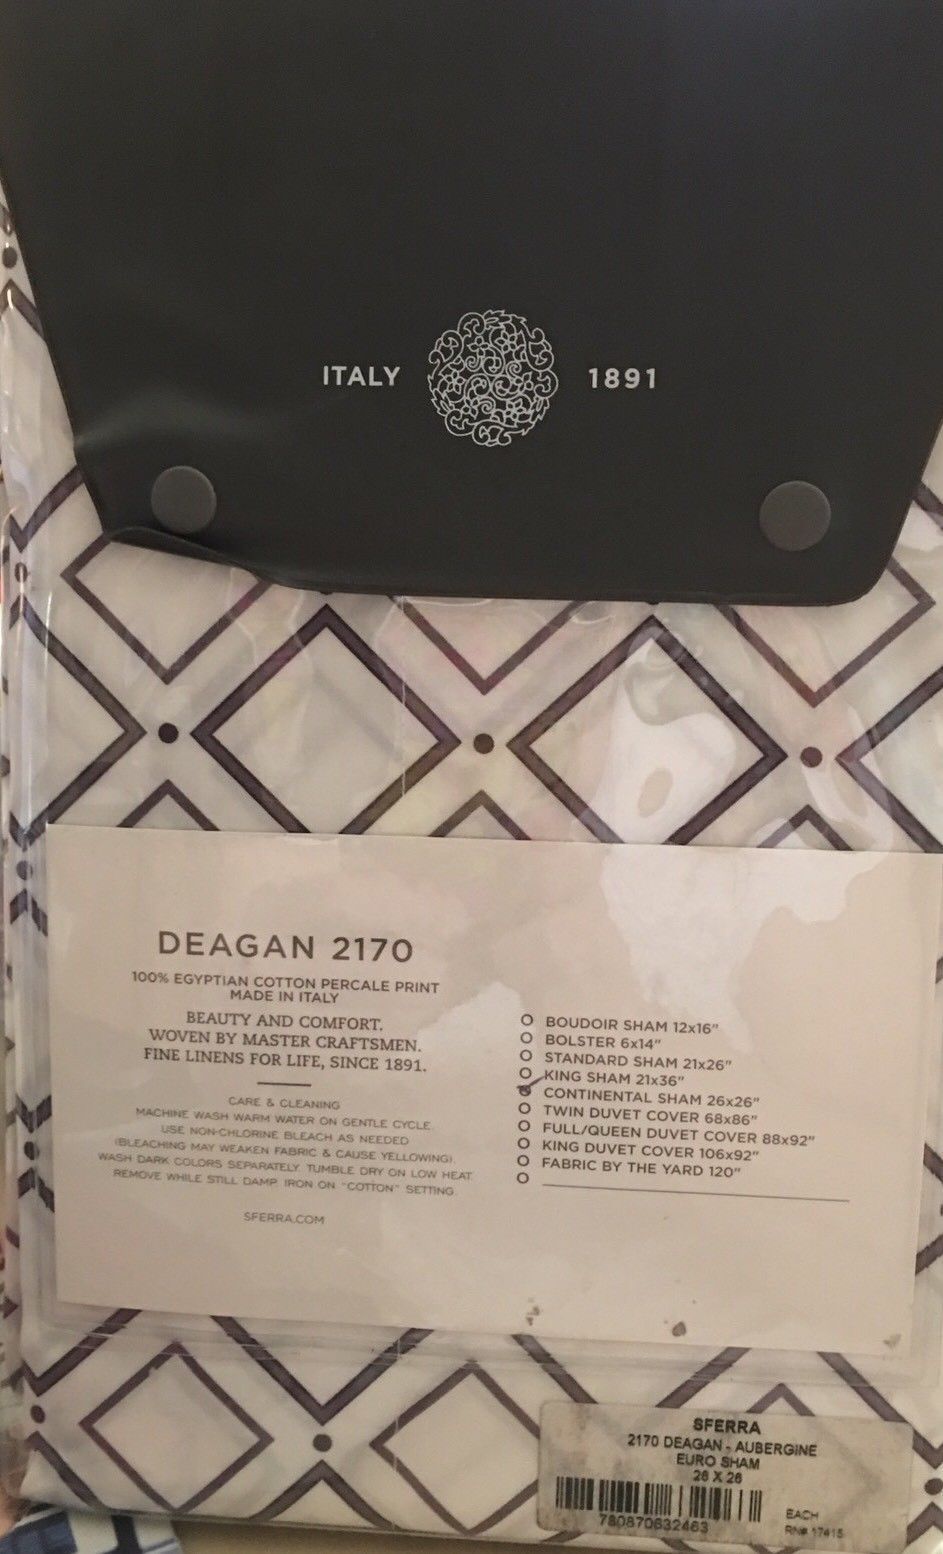 ITALY 1891
DEAGAN 2170
100% EGYPTIAN COTTON PERCALE PRINT
MADE IN ITALY
BEAUTY AND COMFORT.
WOVEN BY MASTER CRAFTSMEN.
FINE LINENS FOR LIFE, SINCE 1891.
CARE & CLEANING
MACHINE WASH WARM WATER ON GENTLE CYCLE.
USE NON-CHLORINE BLEACH AS NEEDED
(BLEACHING MAY WEAKEN FABRIC & CAUSE YELLOWING).
WASH DARK COLORS SEPARATELY. TUMBLE DRY ON LOW HEAT.
REMOVE WHILE STILL DAMP. IRON ON "COTTON" SETTING.
SFERRA.COM
BOUDOIR SHAM 12x16"
BOLSTER 6x14"
STANDARD SHAM 21x26"
KING SHAM 21x36"
CONTINENTAL SHAM 26x26"
TWIN DUVET COVER 68x86"
FULL/QUEEN DUVET COVER 88x92"
KING DUVET COVER 106x92"
FABRIC BY THE YARD 120"
SFERRA
2170 DEAGAN - AUBERGINE
EURO SHAM
26 X 26
780870632463
EACH
RN# 17415